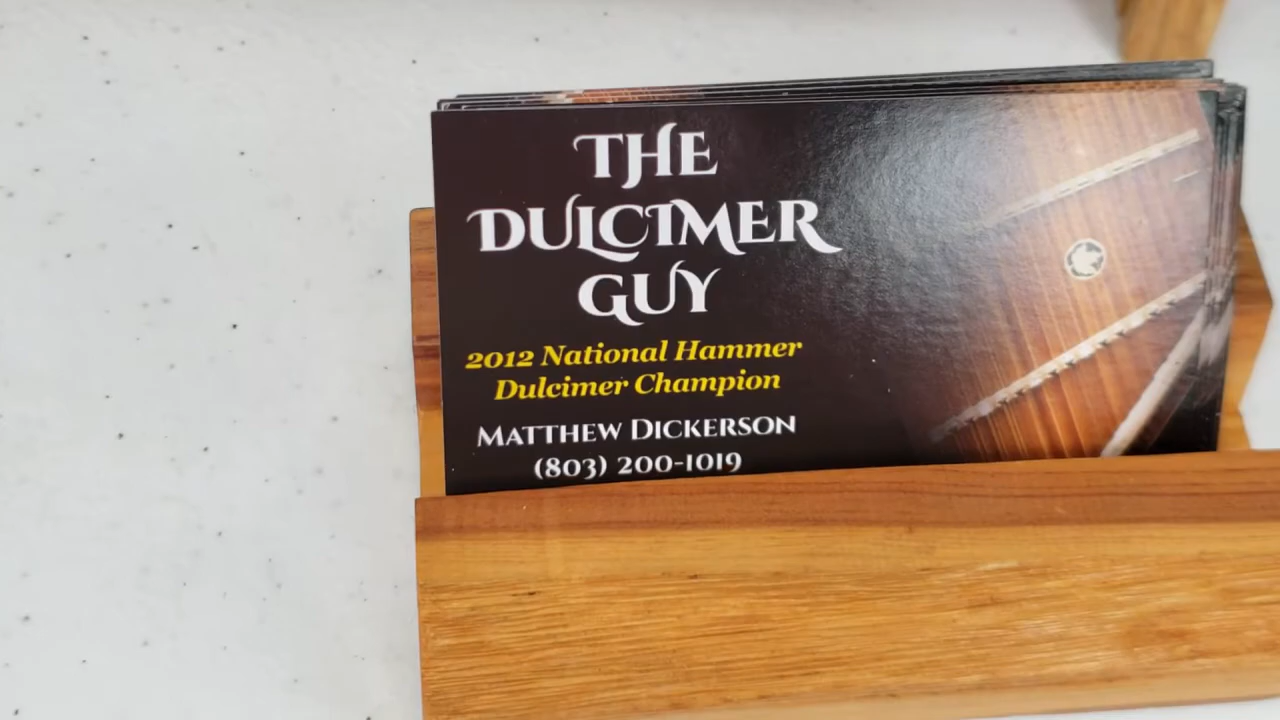 THE
DULCIMER
GUY
2012 National Hammer
Dulcimer Champion
MATTHEW DICKERSON
(803) 200-1019